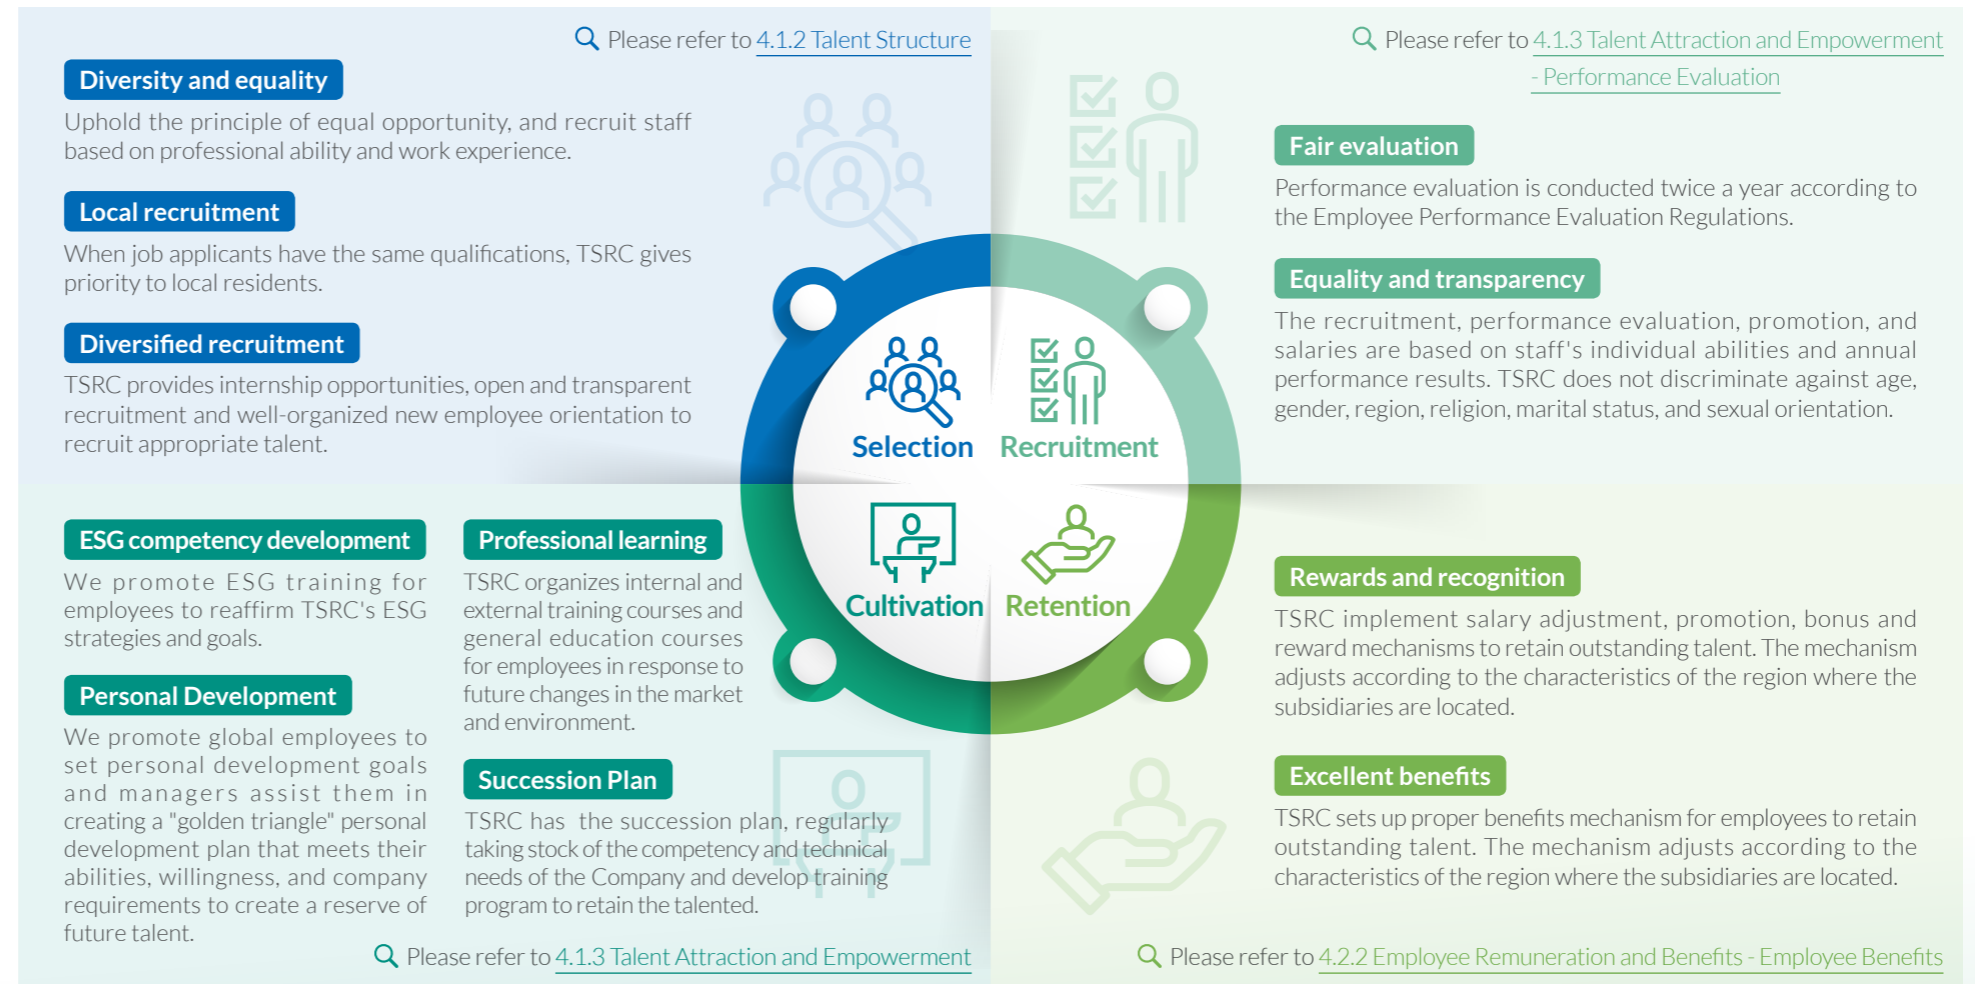 Please refer to 4.1.2 Talent Structure
Diversity and equality
Uphold the principle of equal opportunity, and recruit staff
based on professional ability and work experience.
Local recruitment
When job applicants have the same qualifications, TSRC gives
priority to local residents.
Diversified recruitment
TSRC provides internship opportunities, open and transparent
recruitment and well-organized new employee orientation to
recruit appropriate talent.
Please refer to 4.1.3 Talent Attraction and Empowerment
- Performance Evaluation
Fair evaluation
Performance evaluation is conducted twice a year according to
the Employee Performance Evaluation Regulations.
Equality and transparency
The recruitment, performance evaluation, promotion, and
salaries are based on staff's individual abilities and annual
performance results. TSRC does not discriminate against age,
gender, region, religion, marital status, and sexual orientation.
Selection
Recruitment
Cultivation
Retention
ESG competency development
We promote ESG training for
employees to reaffirm TSRC's ESG
strategies and goals.
Personal Development
We promote global employees to
set personal development goals
and managers assist them in
creating a "golden triangle" personal
development plan that meets their
abilities, willingness, and company
requirements to create a reserve of
future talent.
Professional learning
TSRC organizes internal and
external training courses and
general education courses
for employees in response to
future changes in the market
and environment.
Succession Plan
TSRC has the succession plan, regularly
taking stock of the competency and technical
needs of the Company and develop training
program to retain the talented.
Please refer to 4.1.3 Talent Attraction and Empowerment
Rewards and recognition
TSRC implement salary adjustment, promotion, bonus and
reward mechanisms to retain outstanding talent. The mechanism
adjusts according to the characteristics of the region where the
subsidiaries are located.
Excellent benefits
TSRC sets up proper benefits mechanism for employees to retain
outstanding talent. The mechanism adjusts according to the
characteristics of the region where the subsidiaries are located.
Please refer to 4.2.2 Employee Remuneration and Benefits - Employee Benefits